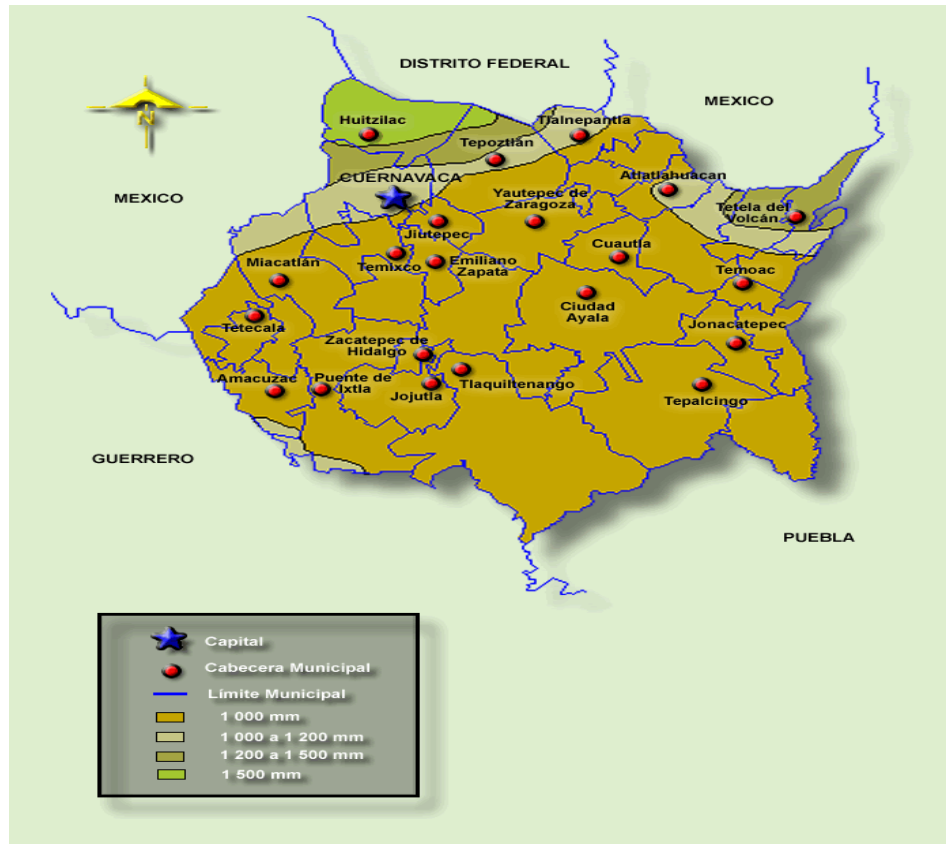 DISTRITO FEDERAL
MEXICO
Huitzilac
Tlalnepantla
Tepoztlán
N
MEXICO
CUERNAVACA
Atlatlahuacan
Yautepec de
Zaragoza
Tetela del
Volcán
Jiutepec
Cuautla
Miacatlán
Temixco
Emiliano
Zapata
Temoac
Ciudad
Ayala
Tetecala
Jonacatepec
Zacatepec de
Hidalgo
Amacuzac
Puente de
Ixtla
Jojutla
Tlaquiltenango
Tepalcingo
GUERRERO
PUEBLA
Capital
Cabecera Municipal
Límite Municipal
1 000 mm
1 000 a 1 200 mm
1 200 a 1 500 mm
1 500 mm